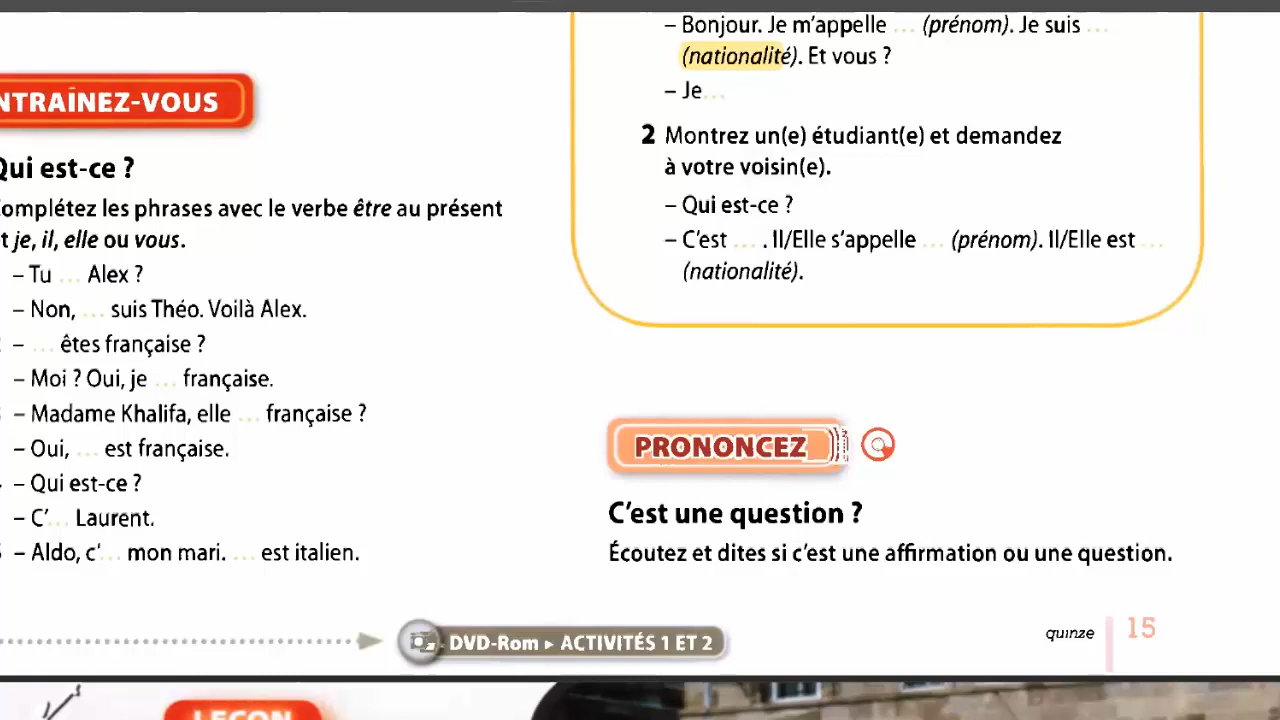 NTRAÎNEZ-VOUS
Qui est-ce ?
omplétez les phrases avec le verbe être au présent
t je, il, elle ou vous.
– Tu ... Alex ?
– Non, ... suis Théo. Voilà Alex.
– ... êtes française ?
– Moi ? Oui, je ... française.
– Madame Khalifa, elle ... française ?
– Oui, ... est française.
– Qui est-ce ?
– C'... Laurent.
– Aldo, c'... mon mari. ... est italien.
– Bonjour. Je m'appelle ... (prénom). Je suis ...
(nationalité). Et vous ?
– Je...
2 Montrez un(e) étudiant(e) et demandez
à votre voisin(e).
– Qui est-ce ?
– C'est ... . Il/Elle s'appelle ... (prénom). Il/Elle est ...
(nationalité).
PRONONCEZ
C'est une question ?
Écoutez et dites si c'est une affirmation ou une question.
DVD-Rom ▸ ACTIVITÉS 1 ET 2
quinze 15
LEÇON